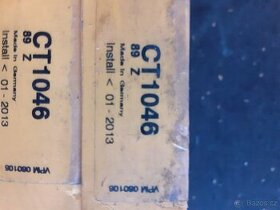 CT1046
89 Z
Made in Germany
Install < 01 - 2013
VPM 080106
CT1046
89 Z
Made in Germany
Install < 01 - 2013
VPM 080106
Bazos.cz